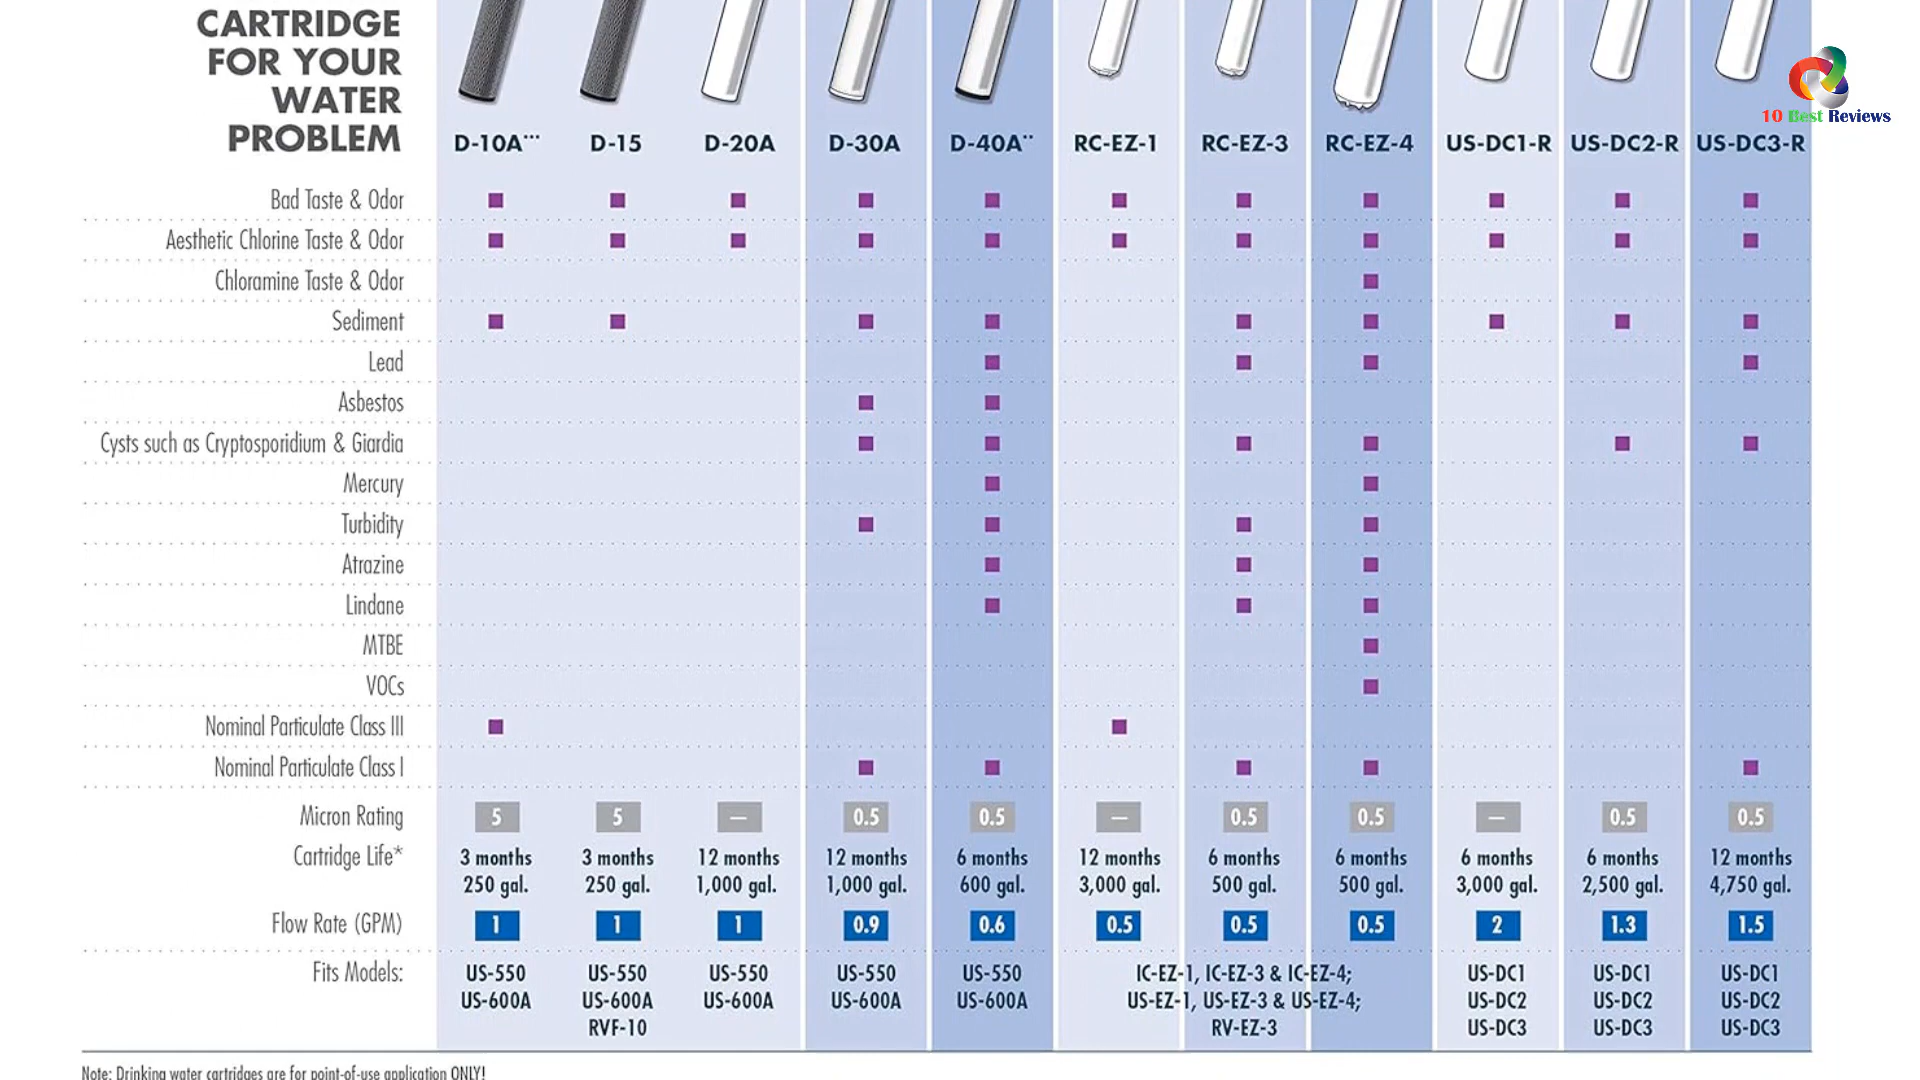 CARTRIDGE
FOR YOUR
WATER
PROBLEM
10 Best Reviews
D-10A*** D-15 D-20A D-30A D-40A** RC-EZ-1 RC-EZ-3 RC-EZ-4 US-DC1-R US-DC2-R US-DC3-R
Bad Taste & Odor
Aesthetic Chlorine Taste & Odor
Chloramine Taste & Odor
Sediment
Lead
Asbestos
Cysts such as Cryptosporidium & Giardia
Mercury
Turbidity
Atrazine
Lindane
MTBE
VOCs
Nominal Particulate Class III
Nominal Particulate Class I
Micron Rating 5 5 — 0.5 0.5 — 0.5 0.5 — 0.5 0.5
Cartridge Life* 3 months 3 months 12 months 12 months 6 months 12 months 6 months 6 months 6 months 6 months 12 months
250 gal. 250 gal. 1,000 gal. 1,000 gal. 600 gal. 3,000 gal. 500 gal. 500 gal. 3,000 gal. 2,500 gal. 4,750 gal.
Flow Rate (GPM) 1 1 1 0.9 0.6 0.5 0.5 0.5 2 1.3 1.5
Fits Models: US-550 US-550 US-550 US-550 US-550 IC-EZ-1, IC-EZ-3 & IC-EZ-4; US-DC1 US-DC1 US-DC1
US-600A US-600A US-600A US-600A US-600A US-EZ-1, US-EZ-3 & US-EZ-4; US-DC2 US-DC2 US-DC2
RVF-10 RV-EZ-3 US-DC3 US-DC3 US-DC3
Note: Drinking water cartridges are for point-of-use application ONLY!